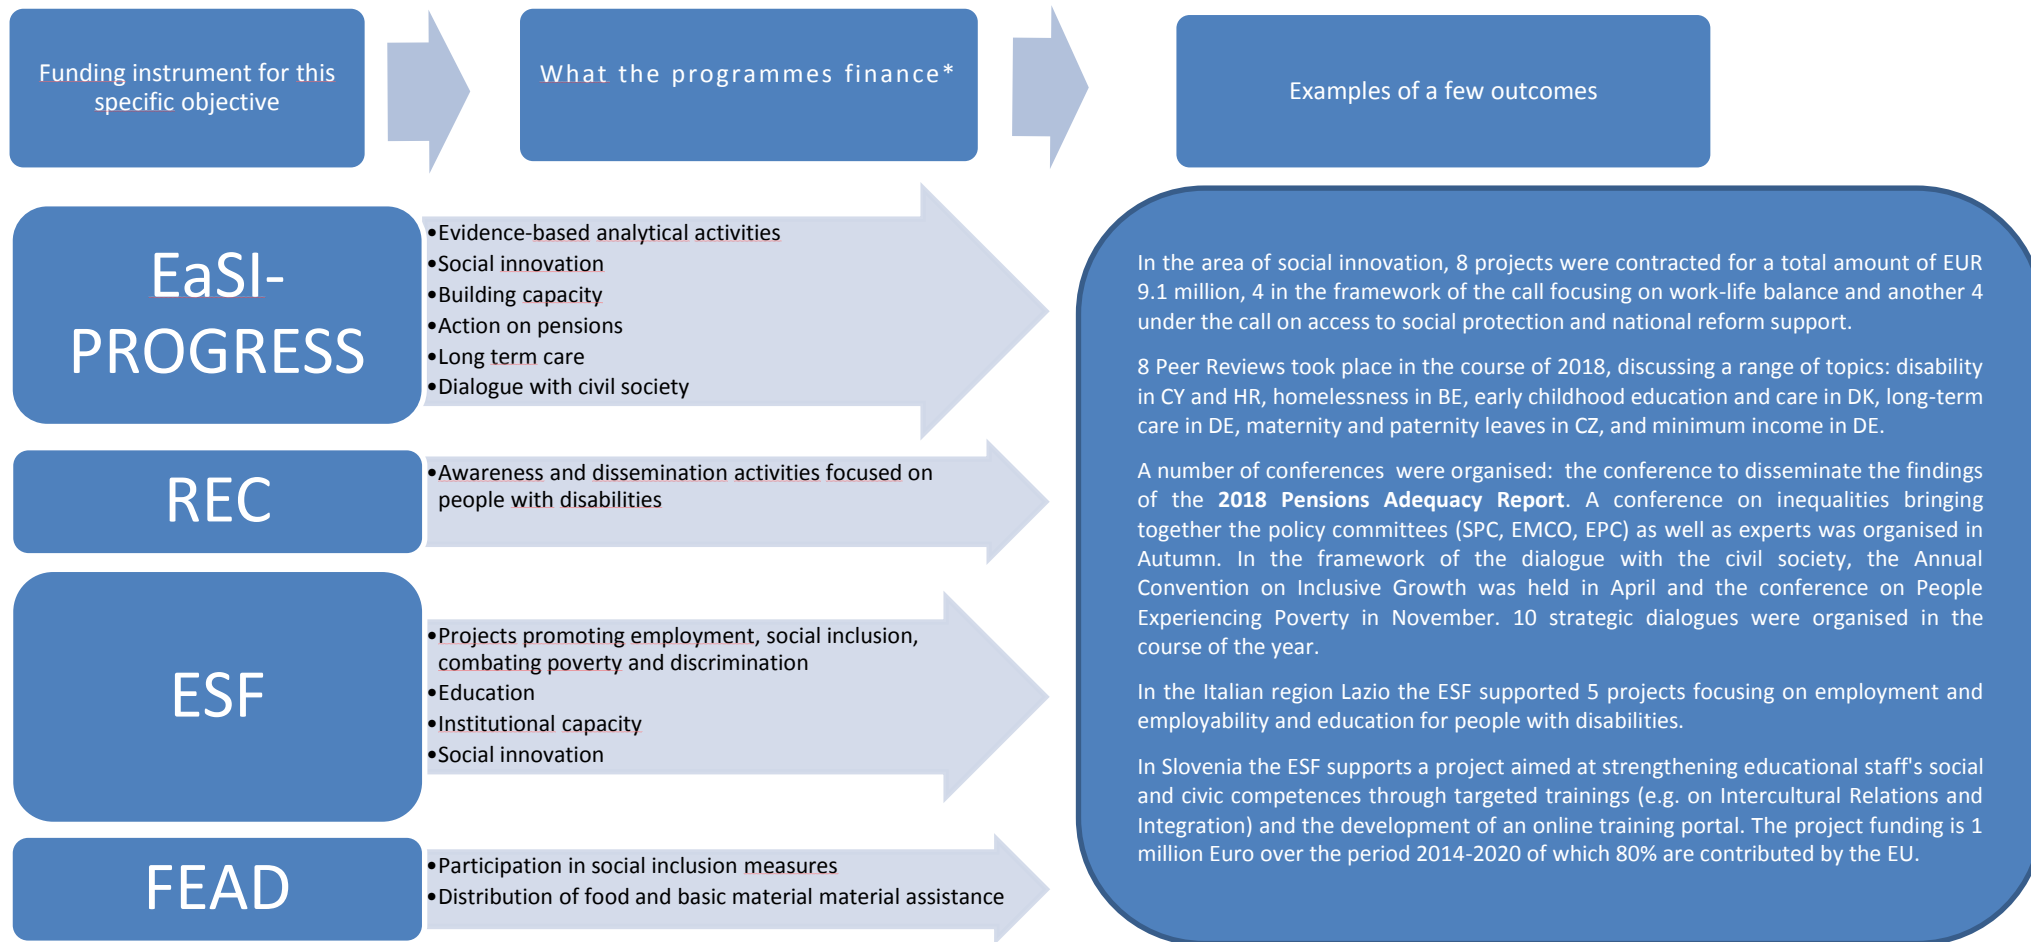 Funding instrument for this
specific objective
What the programmes finance*
Examples of a few outcomes
EaSI-
PROGRESS
•Evidence-based analytical activities
•Social innovation
•Building capacity
•Action on pensions
•Long term care
•Dialogue with civil society
REC
•Awareness and dissemination activities focused on
people with disabilities
ESF
•Projects promoting employment, social inclusion,
combating poverty and discrimination
•Education
•Institutional capacity
•Social innovation
FEAD
•Participation in social inclusion measures
•Distribution of food and basic material material assistance
In the area of social innovation, 8 projects were contracted for a total amount of EUR
9.1 million, 4 in the framework of the call focusing on work-life balance and another 4
under the call on access to social protection and national reform support.
8 Peer Reviews took place in the course of 2018, discussing a range of topics: disability
in CY and HR, homelessness in BE, early childhood education and care in DK, long-term
care in DE, maternity and paternity leaves in CZ, and minimum income in DE.
A number of conferences were organised: the conference to disseminate the findings
of the 2018 Pensions Adequacy Report. A conference on inequalities bringing
together the policy committees (SPC, EMCO, EPC) as well as experts was organised in
Autumn. In the framework of the dialogue with the civil society, the Annual
Convention on Inclusive Growth was held in April and the conference on People
Experiencing Poverty in November. 10 strategic dialogues were organised in the
course of the year.
In the Italian region Lazio the ESF supported 5 projects focusing on employment and
employability and education for people with disabilities.
In Slovenia the ESF supports a project aimed at strengthening educational staff's social
and civic competences through targeted trainings (e.g. on Intercultural Relations and
Integration) and the development of an online training portal. The project funding is 1
million Euro over the period 2014-2020 of which 80% are contributed by the EU.